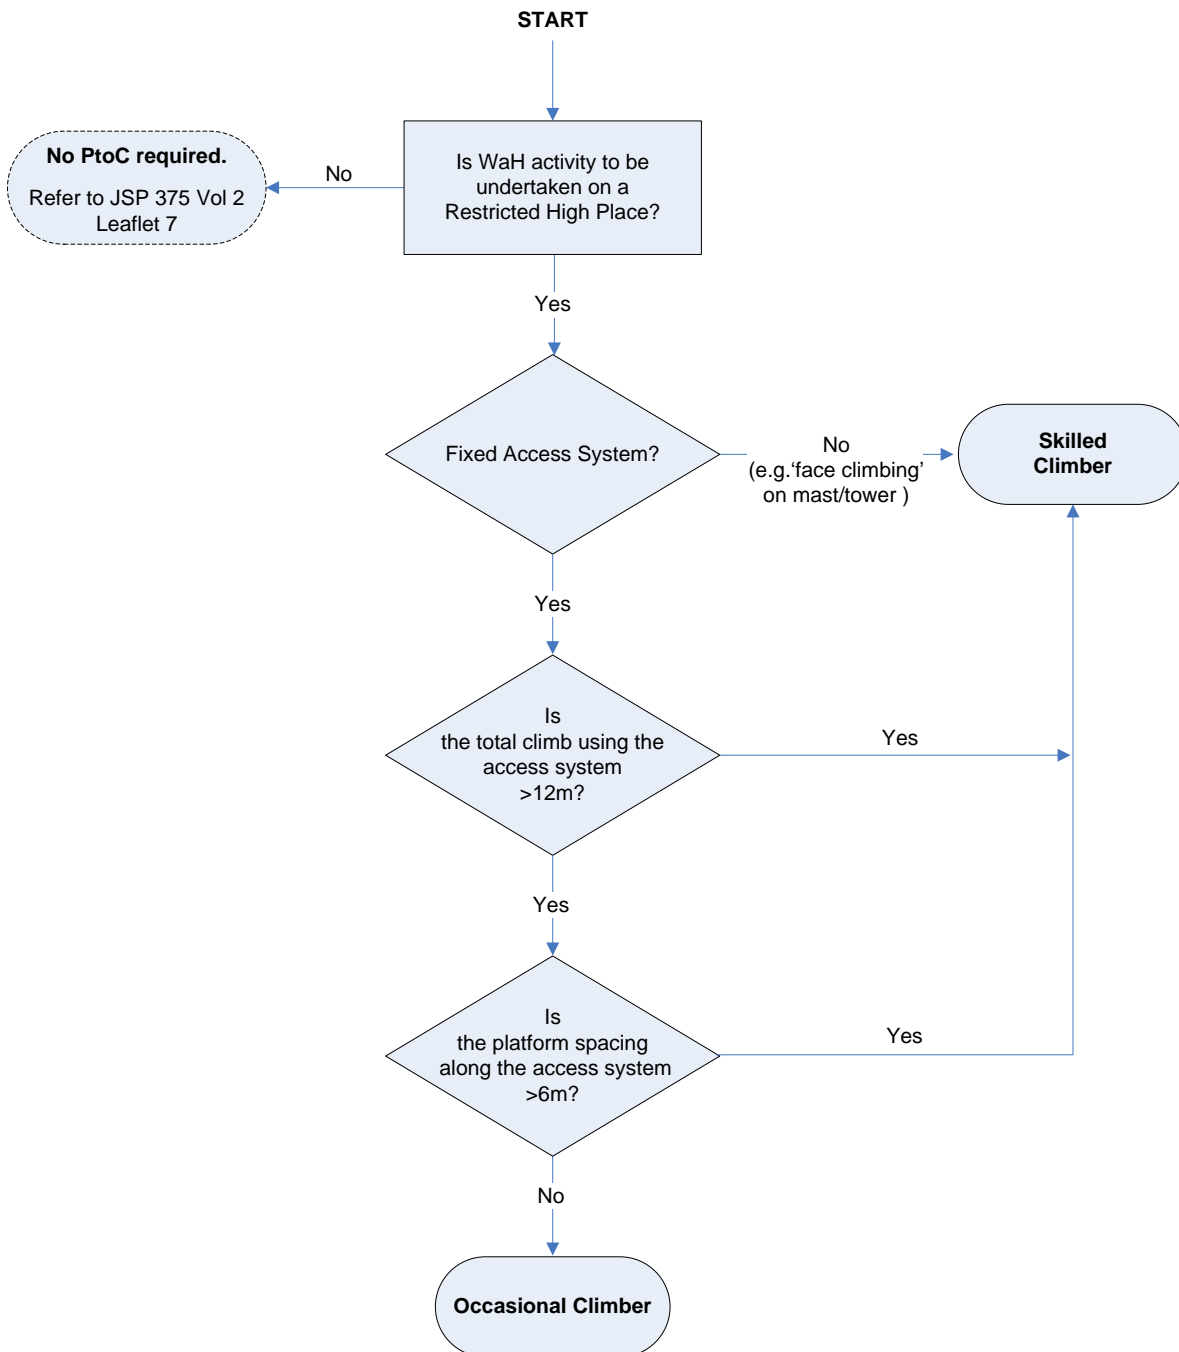 START
Is WaH activity to be
undertaken on a
Restricted High Place?
No
No PtoC required.
Refer to JSP 375 Vol 2
Leaflet 7
Yes
Fixed Access System?
No
(e.g.‘face climbing’
on mast/tower )
Skilled
Climber
Yes
Is
the total climb using the
access system
>12m?
Yes
Yes
Is
the platform spacing
along the access system
>6m?
Yes
No
Occasional Climber